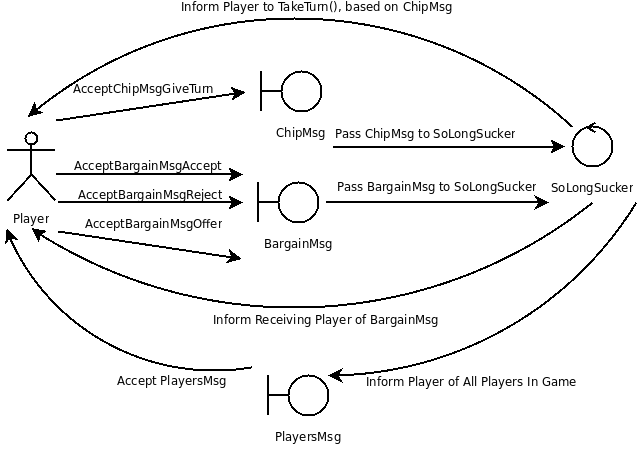 Inform Player to TakeTurn(), based on ChipMsg
AcceptChipMsgGiveTurn
ChipMsg
Pass ChipMsg to SoLongSucker
AcceptBargainMsgAccept
Pass BargainMsg to SoLongSucker
SoLongSucker
AcceptBargainMsgReject
Player
AcceptBargainMsgOffer
BargainMsg
Inform Receiving Player of BargainMsg
Accept PlayersMsg
Inform Player of All Players In Game
PlayersMsg